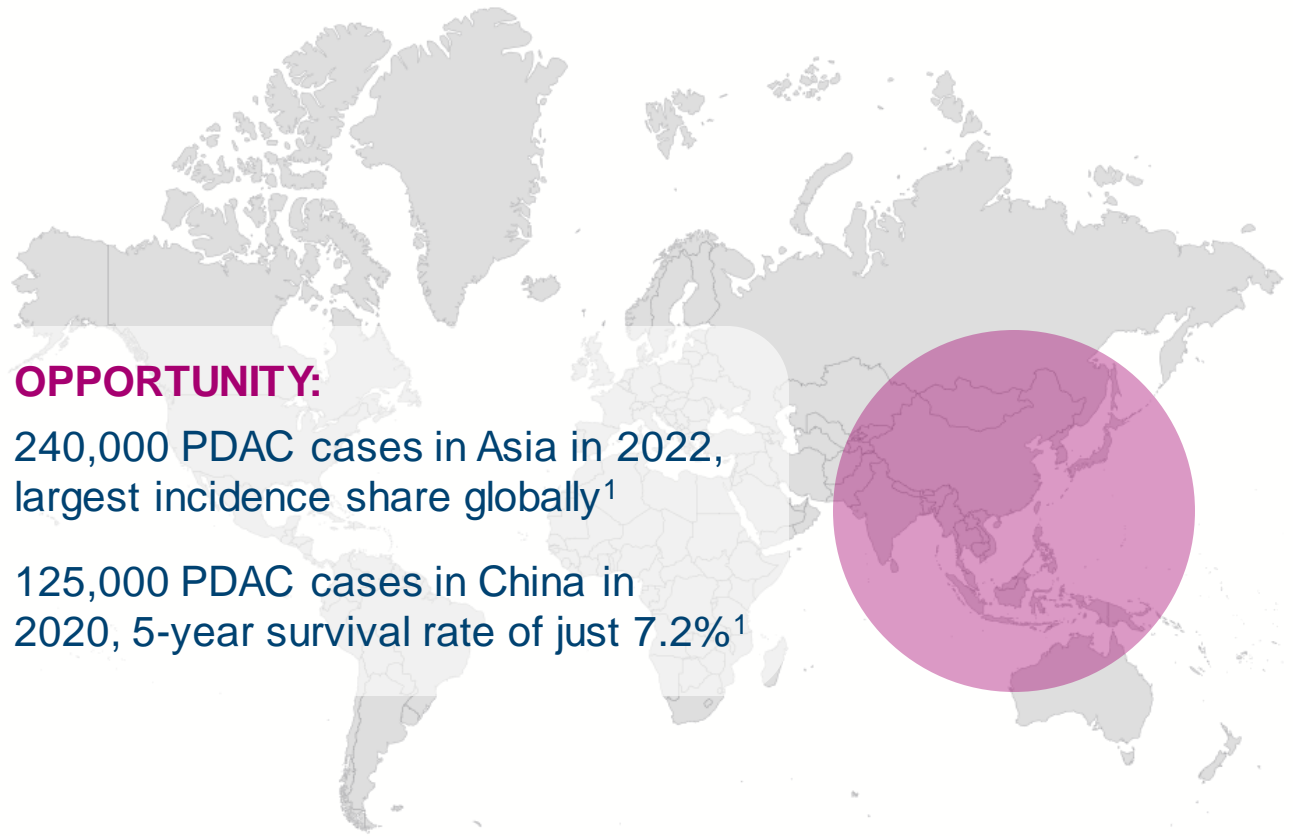 OPPORTUNITY:
240,000 PDAC cases in Asia in 2022,
largest incidence share globally¹
125,000 PDAC cases in China in
2020, 5-year survival rate of just 7.2%¹